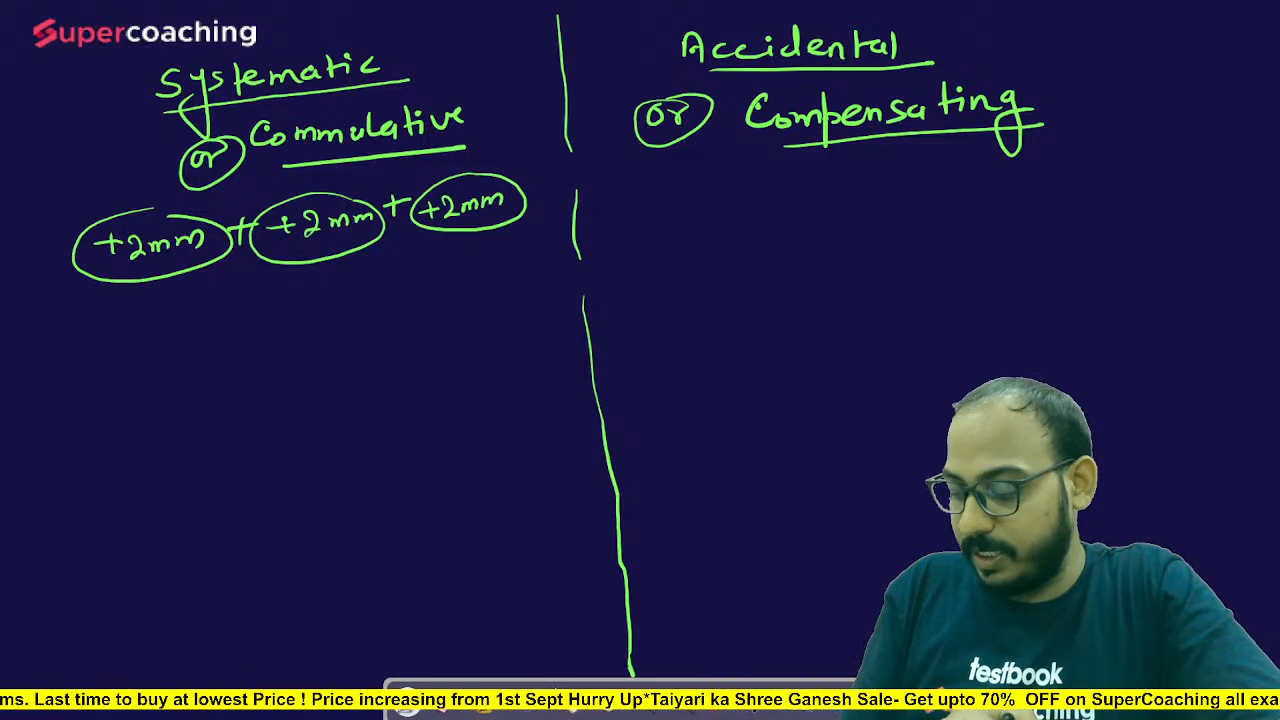 Supercoaching
Systematic
or Commulative
+2mm + +2mm + +2mm
Accidental
or Compensating
testbook
ching
ms. Last time to buy at lowest Price ! Price increasing from 1st Sept Hurry Up*Taiyari ka Shree Ganesh Sale- Get upto 70% OFF on SuperCoaching all exa